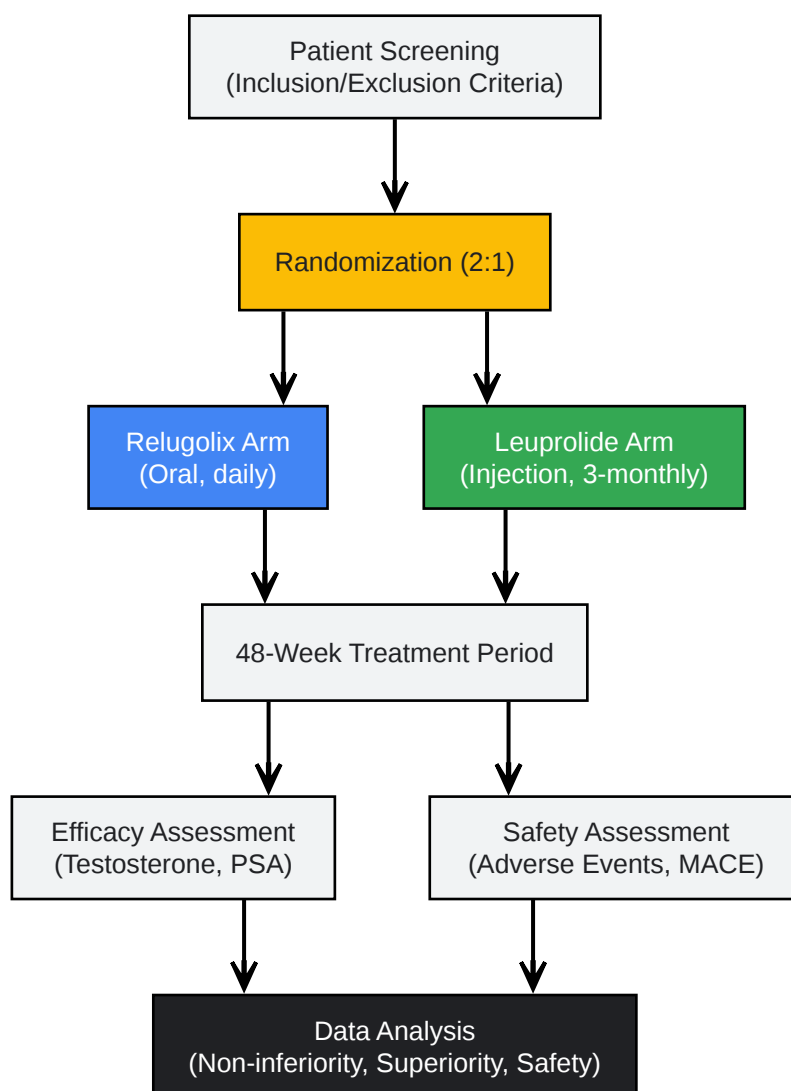 Patient Screening
(Inclusion/Exclusion Criteria)
Randomization (2:1)
Relugolix Arm
(Oral, daily)
Leuprolide Arm
(Injection, 3-monthly)
48-Week Treatment Period
Efficacy Assessment
(Testosterone, PSA)
Safety Assessment
(Adverse Events, MACE)
Data Analysis
(Non-inferiority, Superiority, Safety)